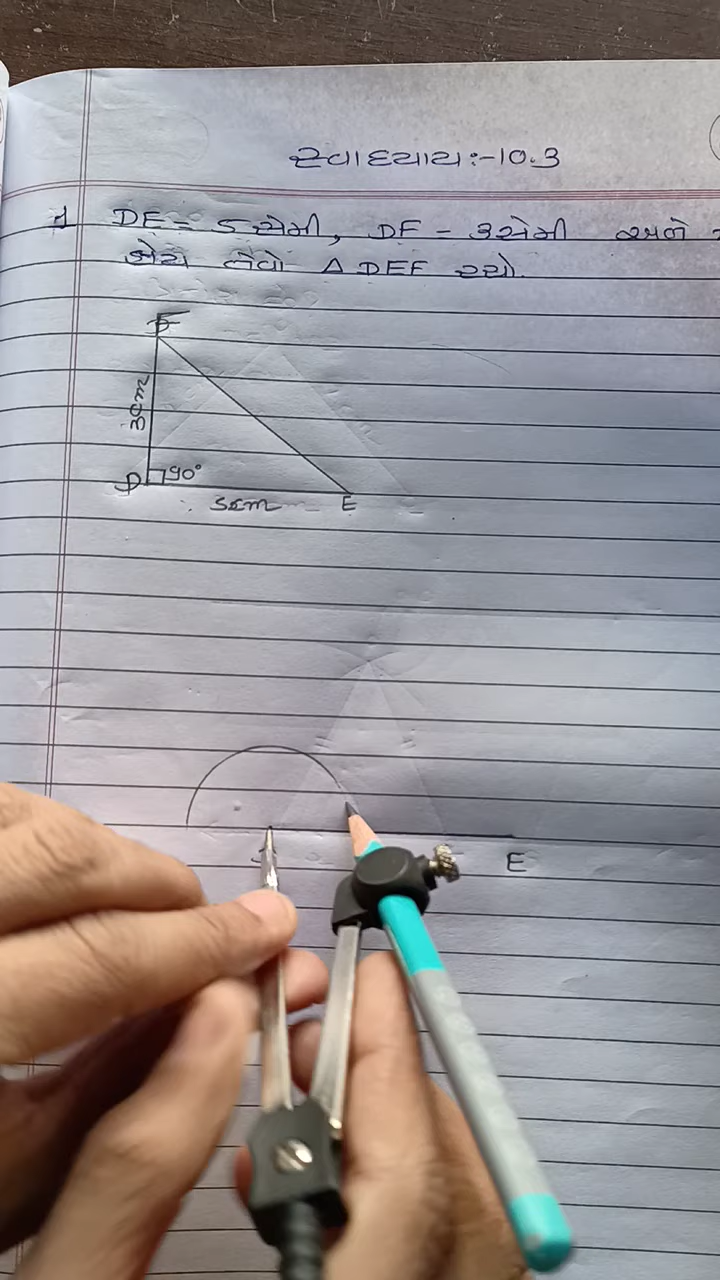 સ્વાધ્યાય:-10.3
1 DE = 5 સેમી, DF = 3 સેમી અને
હોય તેવો △ DEF રચો.
F
3cm
D 90°
5cm E
E